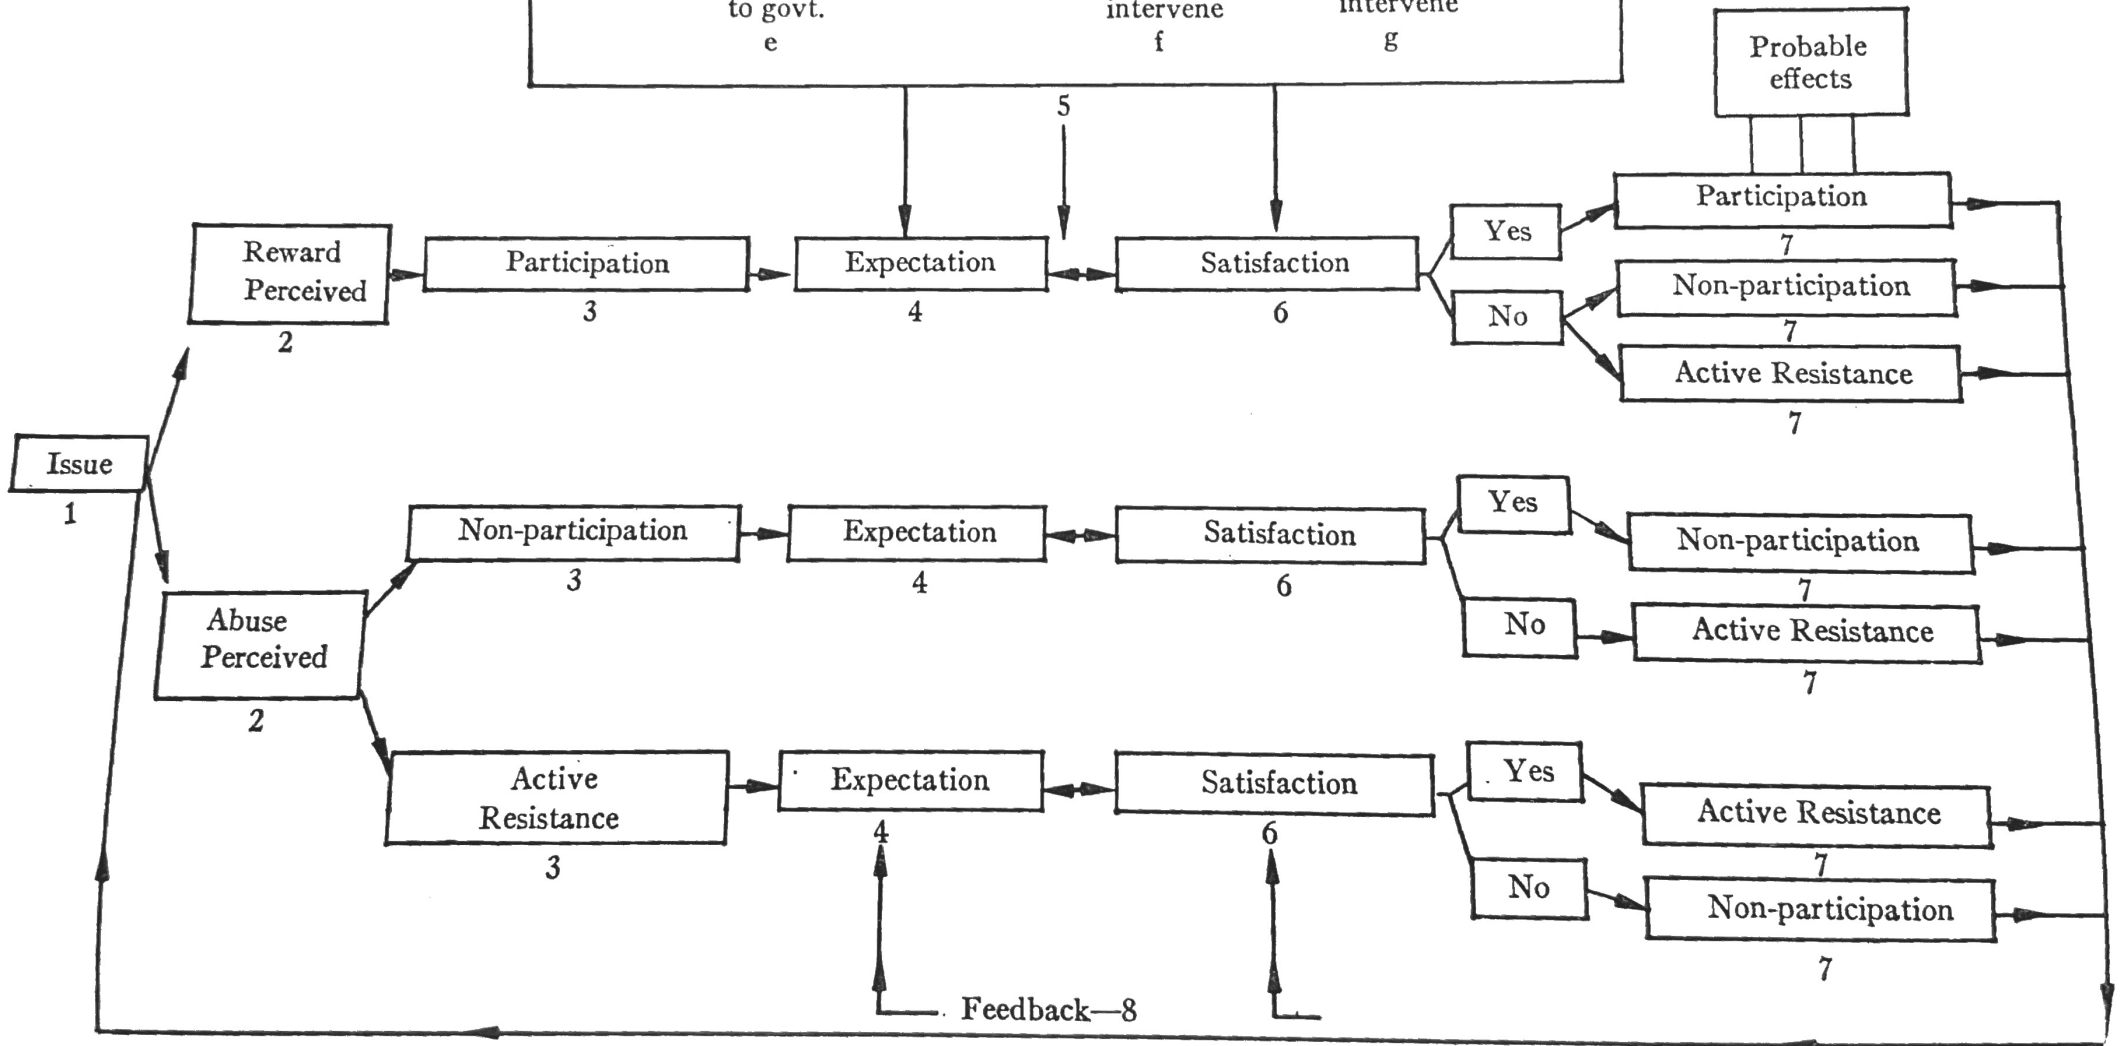 to govt.
intervene
intervene
e
f
g
Probable
effects
5
Participation
7
Reward
Perceived
2
Participation
3
Expectation
4
Satisfaction
6
Yes
No
Non-participation
7
Active Resistance
7
Issue
1
Non-participation
3
Expectation
4
Satisfaction
6
Yes
No
Non-participation
7
Active Resistance
7
Abuse
Perceived
2
Active
Resistance
3
Expectation
4
Satisfaction
6
Yes
No
Active Resistance
7
Non-participation
7
Feedback—8